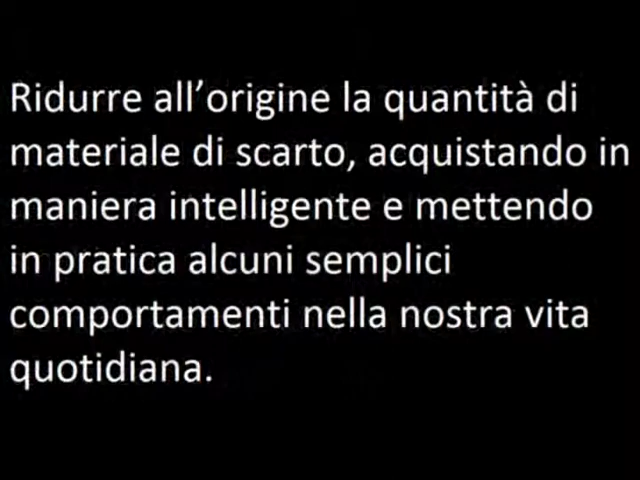 Ridurre all’origine la quantità di
materiale di scarto, acquistando in
maniera intelligente e mettendo
in pratica alcuni semplici
comportamenti nella nostra vita
quotidiana.